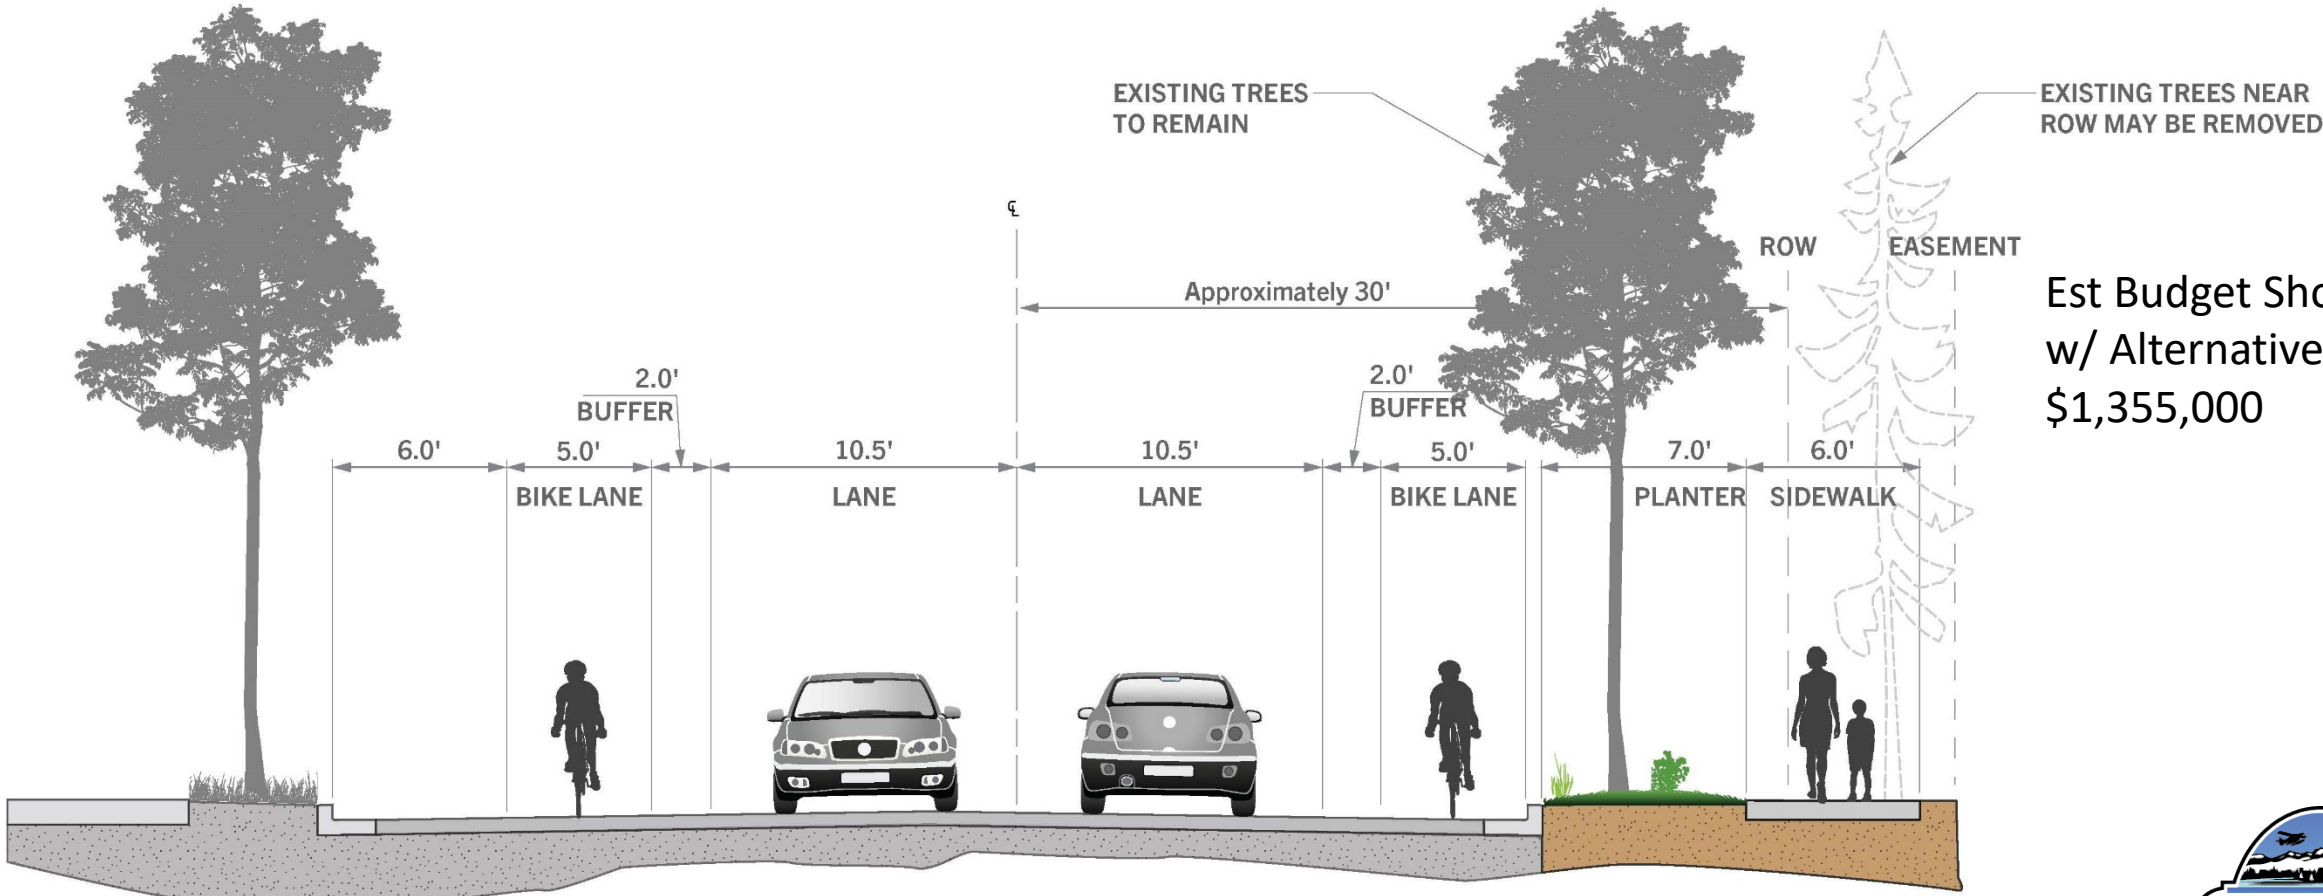 EXISTING TREES
TO REMAIN
EXISTING TREES NEAR
ROW MAY BE REMOVED
℄
ROW
EASEMENT
Approximately 30'
Est Budget Sho
w/ Alternative
$1,355,000
2.0'
BUFFER
2.0'
BUFFER
6.0'
5.0'
10.5'
10.5'
5.0'
7.0'
6.0'
BIKE LANE
LANE
LANE
BIKE LANE
PLANTER
SIDEWALK